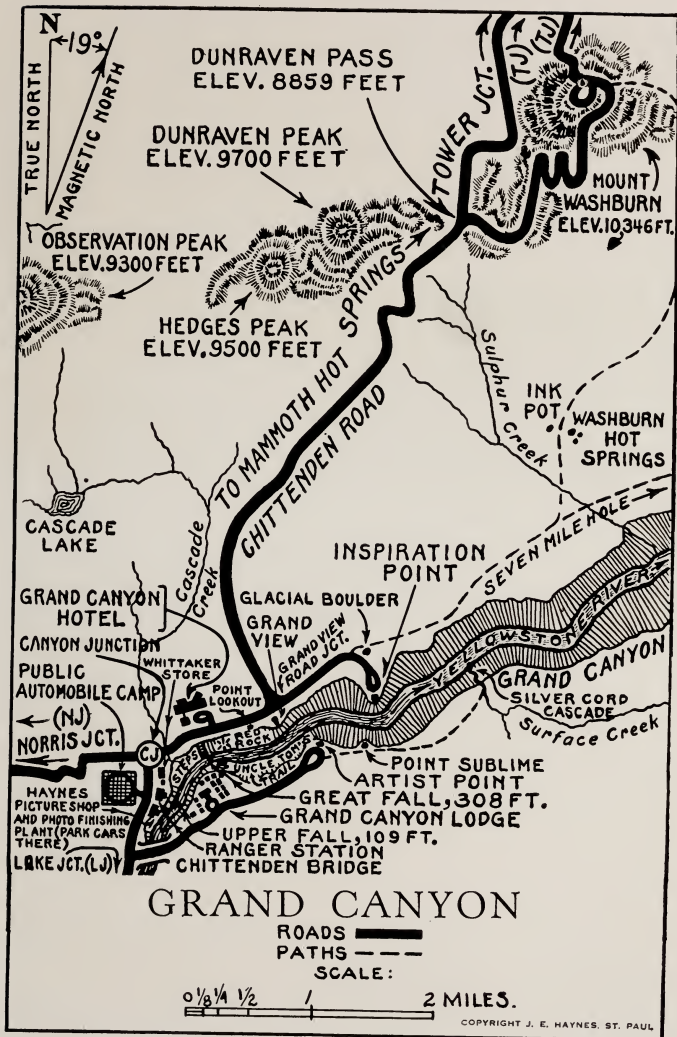 N
19°
TRUE NORTH
MAGNETIC NORTH
DUNRAVEN PASS
ELEV. 8859 FEET
TOWER JCT.
(TJ)
(TJ)
DUNRAVEN PEAK
ELEV. 9700 FEET
MOUNT
WASHBURN
ELEV. 10346 FT.
OBSERVATION PEAK
ELEV. 9300 FEET
HEDGES PEAK
ELEV. 9500 FEET
TO MAMMOTH HOT SPRINGS
CHITTENDEN ROAD
Sulphur Creek
INK
POT
WASHBURN
HOT
SPRINGS
CASCADE
LAKE
Cascade
Creek
SEVEN MILE HOLE
INSPIRATION
POINT
GRAND CANYON
HOTEL
GLACIAL BOULDER
GRAND
VIEW
GRAND VIEW
ROAD JCT.
YELLOWSTONE RIVER
CANYON JUNCTION
WHITTAKER
STORE
POINT
LOOKOUT
GRAND CANYON
PUBLIC
AUTOMOBILE CAMP
SILVER CORD
CASCADE
Surface Creek
(NJ)
NORRIS JCT.
CJ
STEPS
RED
ROCK
UNCLE TOM'S
TRAIL
POINT SUBLIME
ARTIST POINT
GREAT FALL, 308 FT.
HAYNES
PICTURE SHOP
AND PHOTO FINISHING
PLANT (PARK CARS
THERE)
GRAND CANYON LODGE
UPPER FALL, 109 FT.
RANGER STATION
LAKE JCT. (LJ)
CHITTENDEN BRIDGE
GRAND CANYON
ROADS
PATHS
SCALE:
0 1/8 1/4 1/2 1 2 MILES.
COPYRIGHT J. E. HAYNES, ST. PAUL